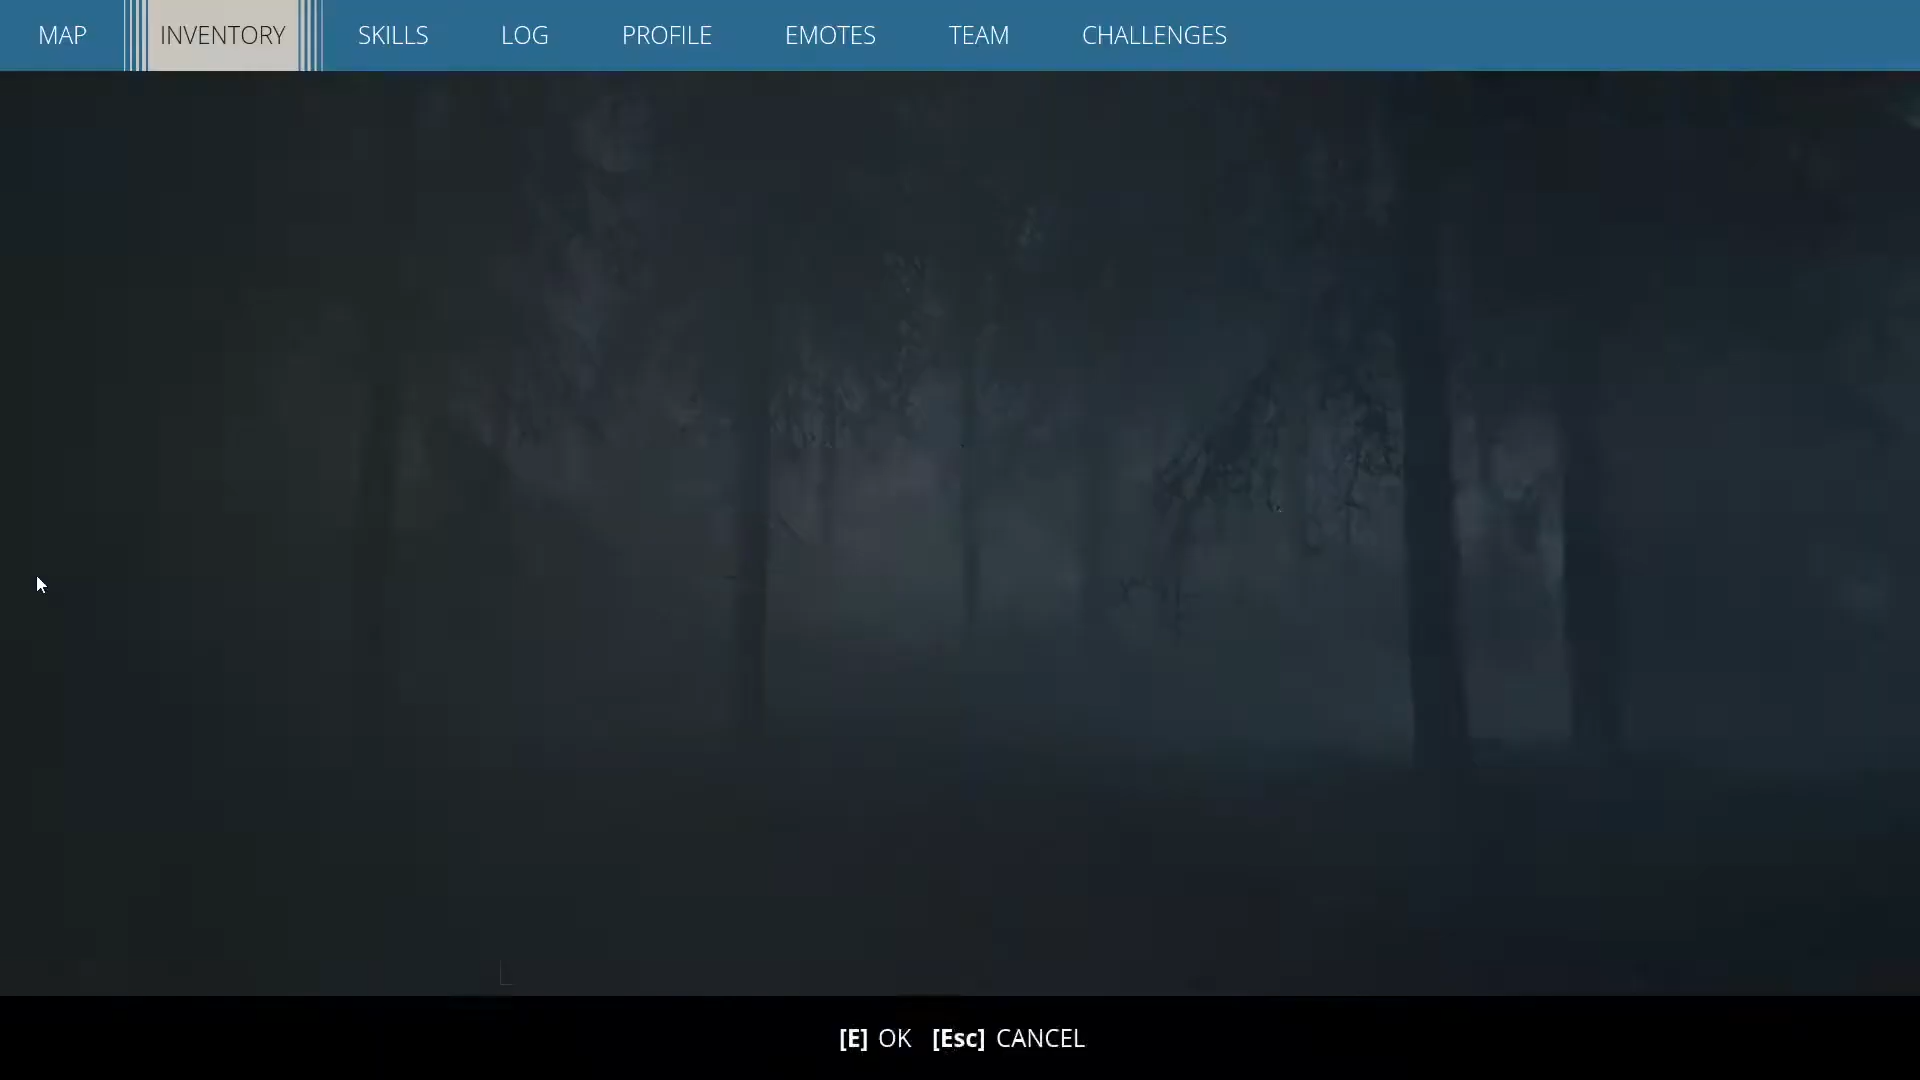 MAP INVENTORY SKILLS LOG PROFILE EMOTES TEAM CHALLENGES
[E] OK [Esc] CANCEL